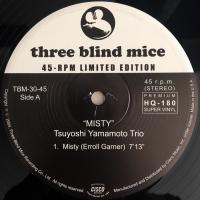 three blind mice
45-RPM LIMITED EDITION
TBM-30-45
Side A
45 r.p.m.
(STEREO)
PREMIUM
HQ-180
SUPER VINYL
"MISTY"
Tsuyoshi Yamamoto Trio
1. Misty (Erroll Garner) 7'13"